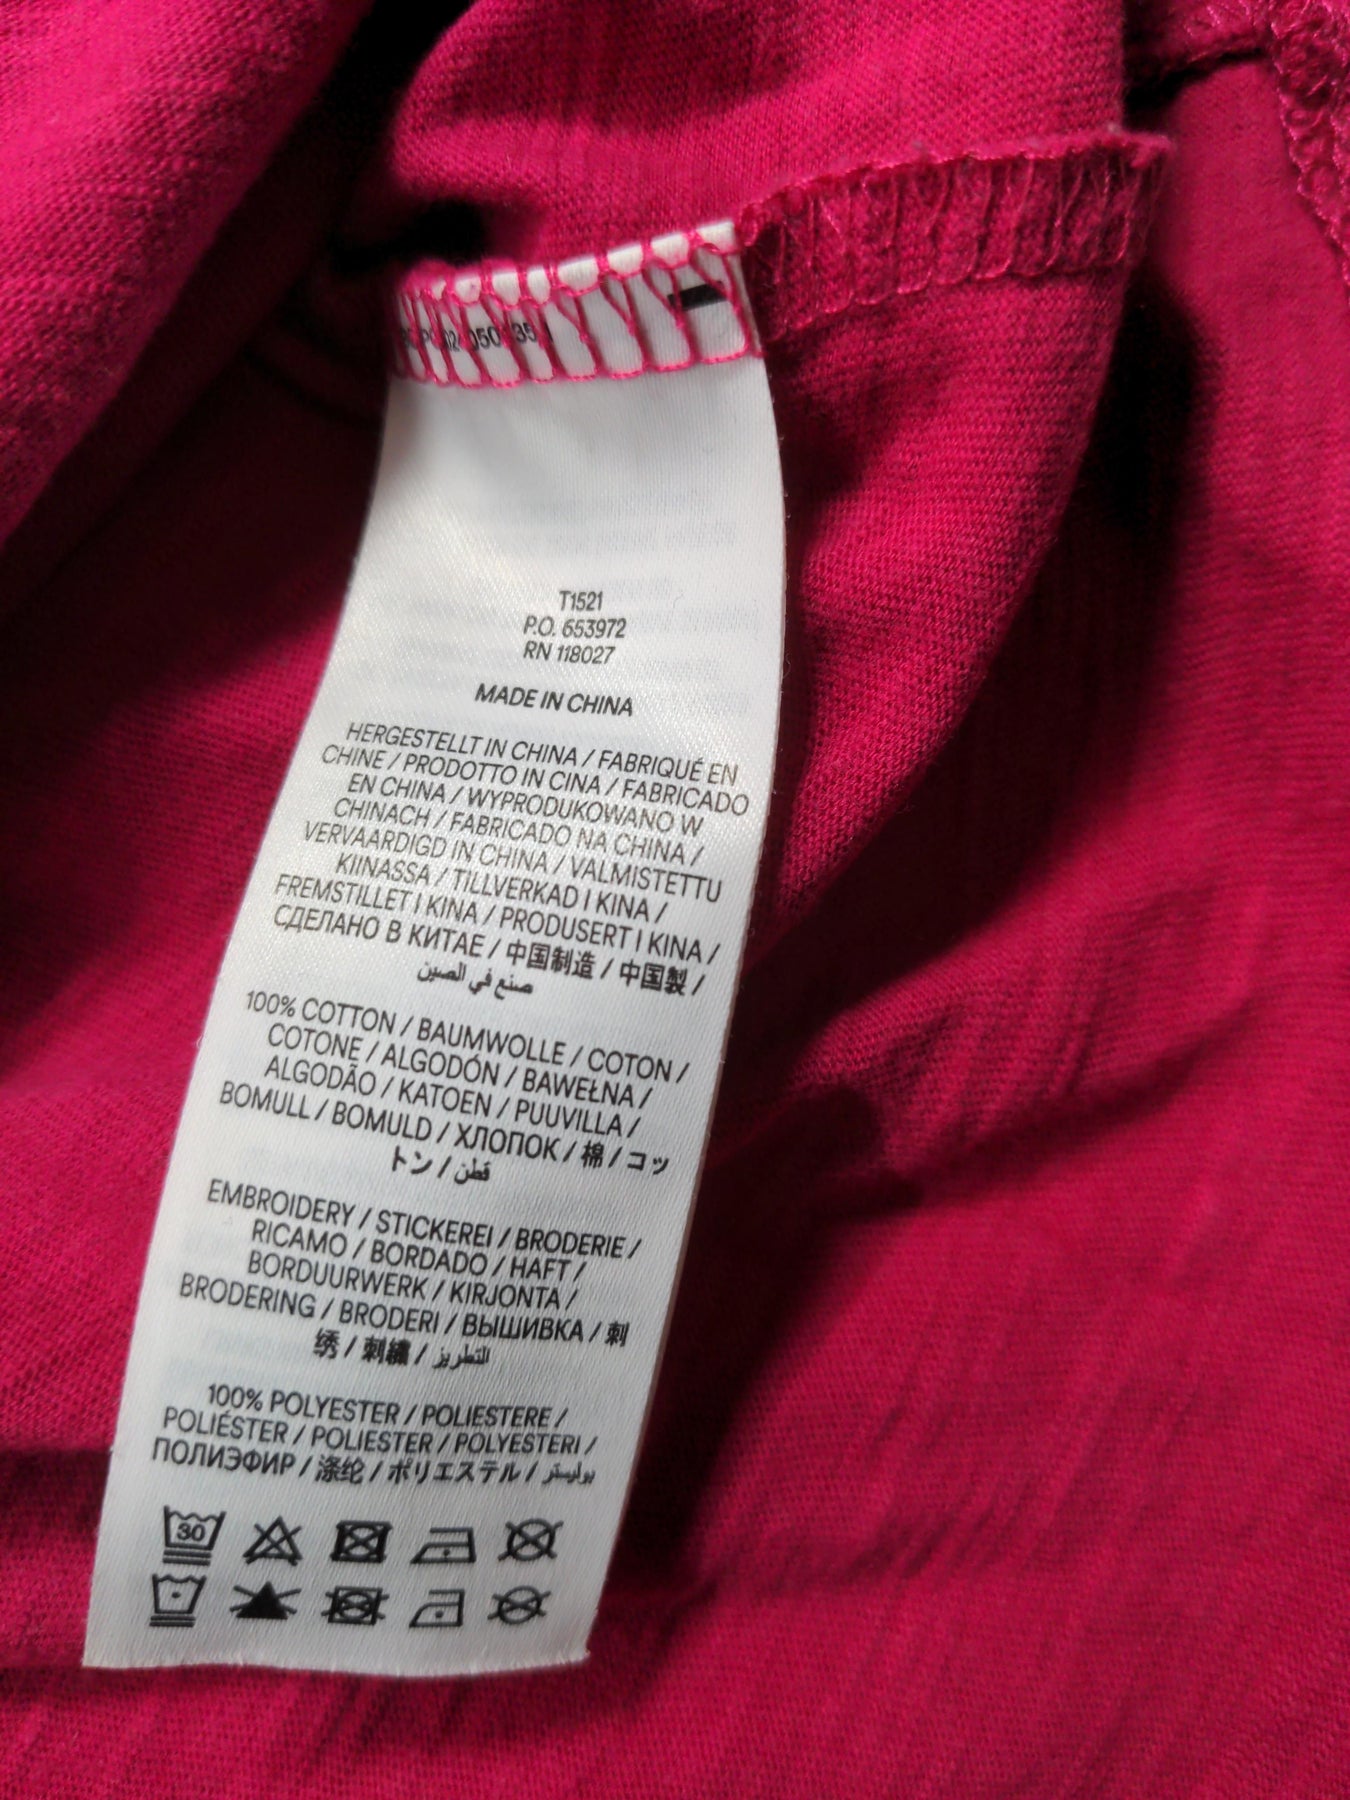 T1521
P.O. 653972
RN 118027
MADE IN CHINA
HERGESTELLT IN CHINA / FABRIQUÉ EN
CHINE / PRODOTTO IN CINA / FABRICADO
EN CHINA / WYPRODUKOWANO W
CHINACH / FABRICADO NA CHINA /
VERVAARDIGD IN CHINA / VALMISTETTU
KIINASSA / TILLVERKAD I KINA /
FREMSTILLET I KINA / PRODUSERT I KINA /
СДЕЛАНО В КИТАЕ / 中国制造 / 中国製 /
صنع في الصين
100% COTTON / BAUMWOLLE / COTON /
COTONE / ALGODÓN / BAWEŁNA /
ALGODÃO / KATOEN / PUUVILLA /
BOMULL / BOMULD / ХЛОПОК / 棉 / コッ
トン / قطن
EMBROIDERY / STICKEREI / BRODERIE /
RICAMO / BORDADO / HAFT /
BORDUURWERK / KIRJONTA /
BRODERING / BRODERI / ВЫШИВКА / 刺
绣 / 刺繍 / التطريز
100% POLYESTER / POLIESTERE /
POLIÉSTER / POLIESTER / POLYESTERI /
ПОЛИЭФИР / 涤纶 / ポリエステル / بوليستر
30